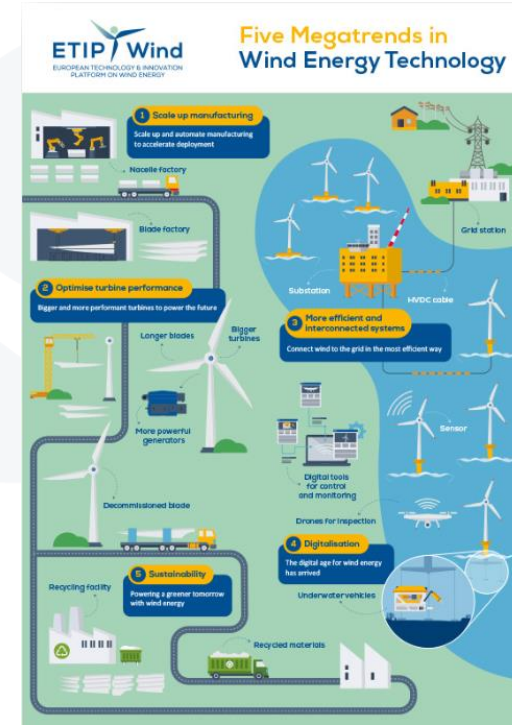 ETIP Wind
EUROPEAN TECHNOLOGY & INNOVATION
PLATFORM ON WIND ENERGY
Five Megatrends in
Wind Energy Technology
1 Scale up manufacturing
Scale up and automate manufacturing
to accelerate deployment
Nacelle factory
Blade factory
Grid station
Substation
HVDC cable
2 Optimise turbine performance
Bigger and more performant turbines to power the future
3 More efficient and
interconnected systems
Connect wind to the grid in the most efficient way
Longer blades
Bigger
turbines
More powerful
generators
Sensor
Digital tools
for control
and monitoring
Decommissioned blade
Drones for inspection
4 Digitalisation
The digital age for wind energy
has arrived
5 Sustainability
Powering a greener tomorrow
with wind energy
Underwater vehicles
Recycling facility
Recycled materials